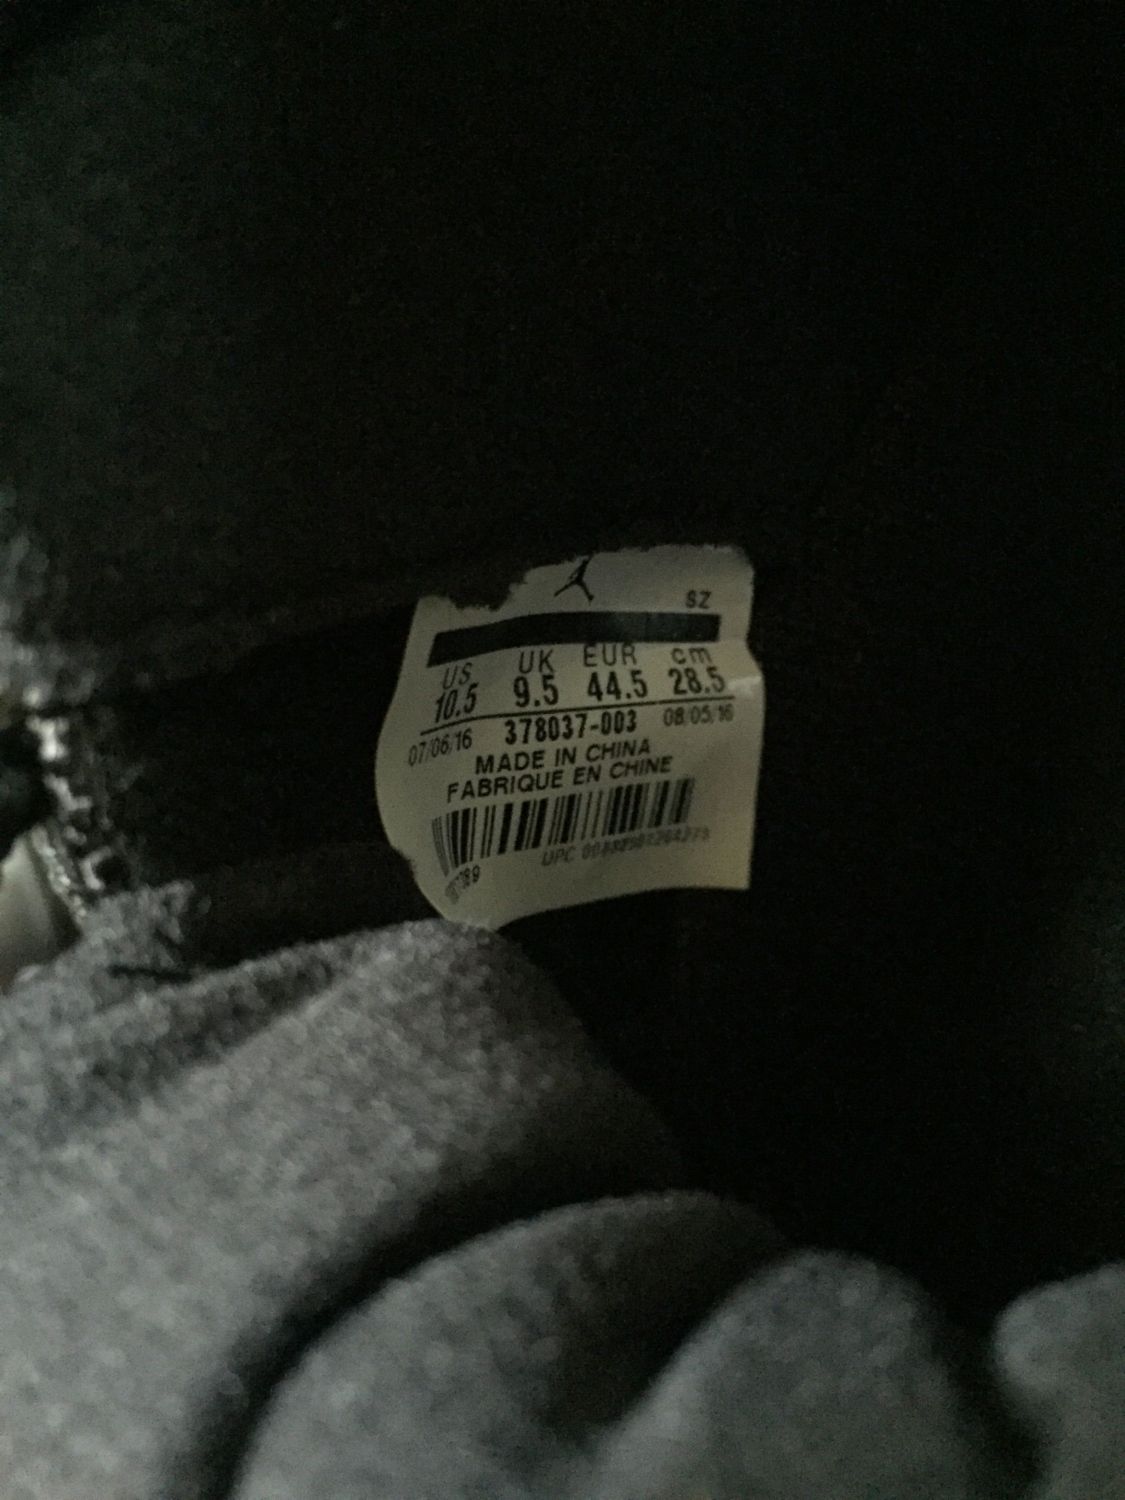 SZ
US UK EUR cm
10.5 9.5 44.5 28.5
07/06/16 378037-003 08/05/16
MADE IN CHINA
FABRIQUE EN CHINE
UPC